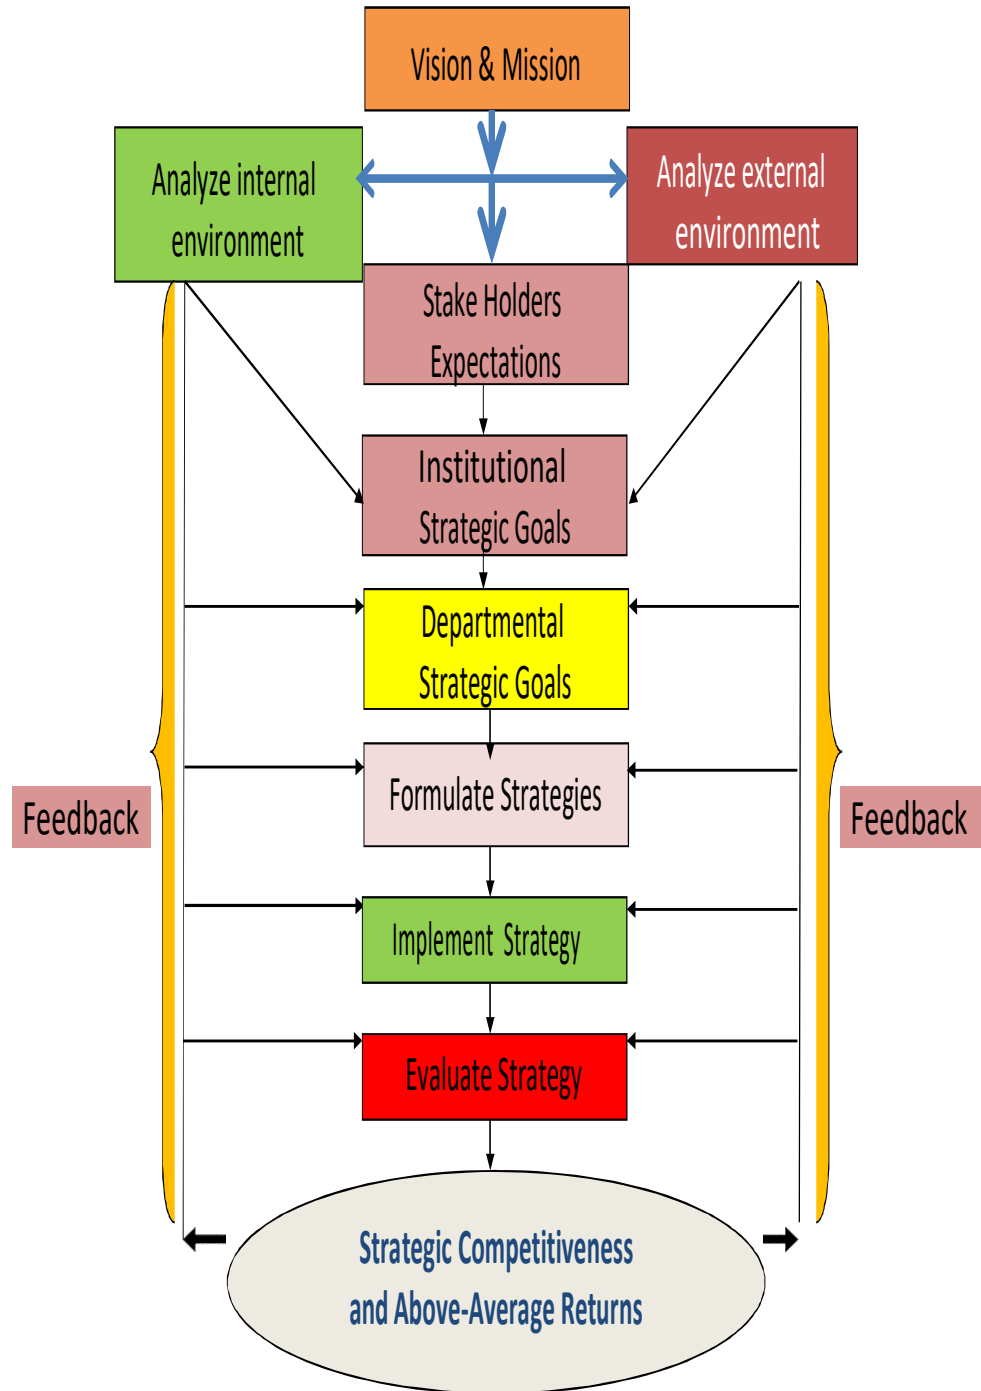 Vision & Mission
Analyze internal
environment
Analyze external
environment
Stake Holders
Expectations
Institutional
Strategic Goals
Departmental
Strategic Goals
Formulate Strategies
Feedback
Feedback
Implement Strategy
Evaluate Strategy
Strategic Competitiveness
and Above-Average Returns